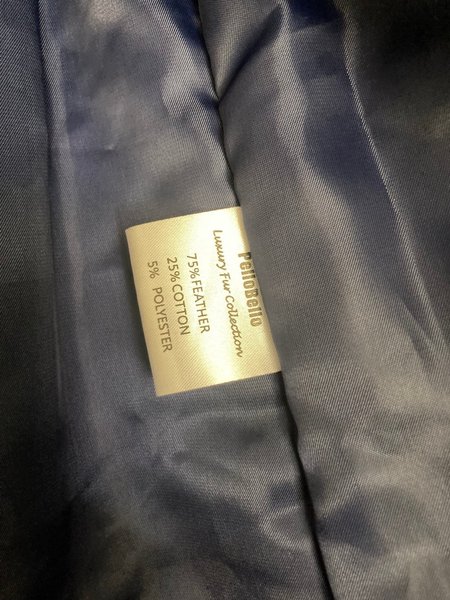 PelloBello
Luxury Fur Collection
75%FEATHER
25%COTTON
5% POLYESTER